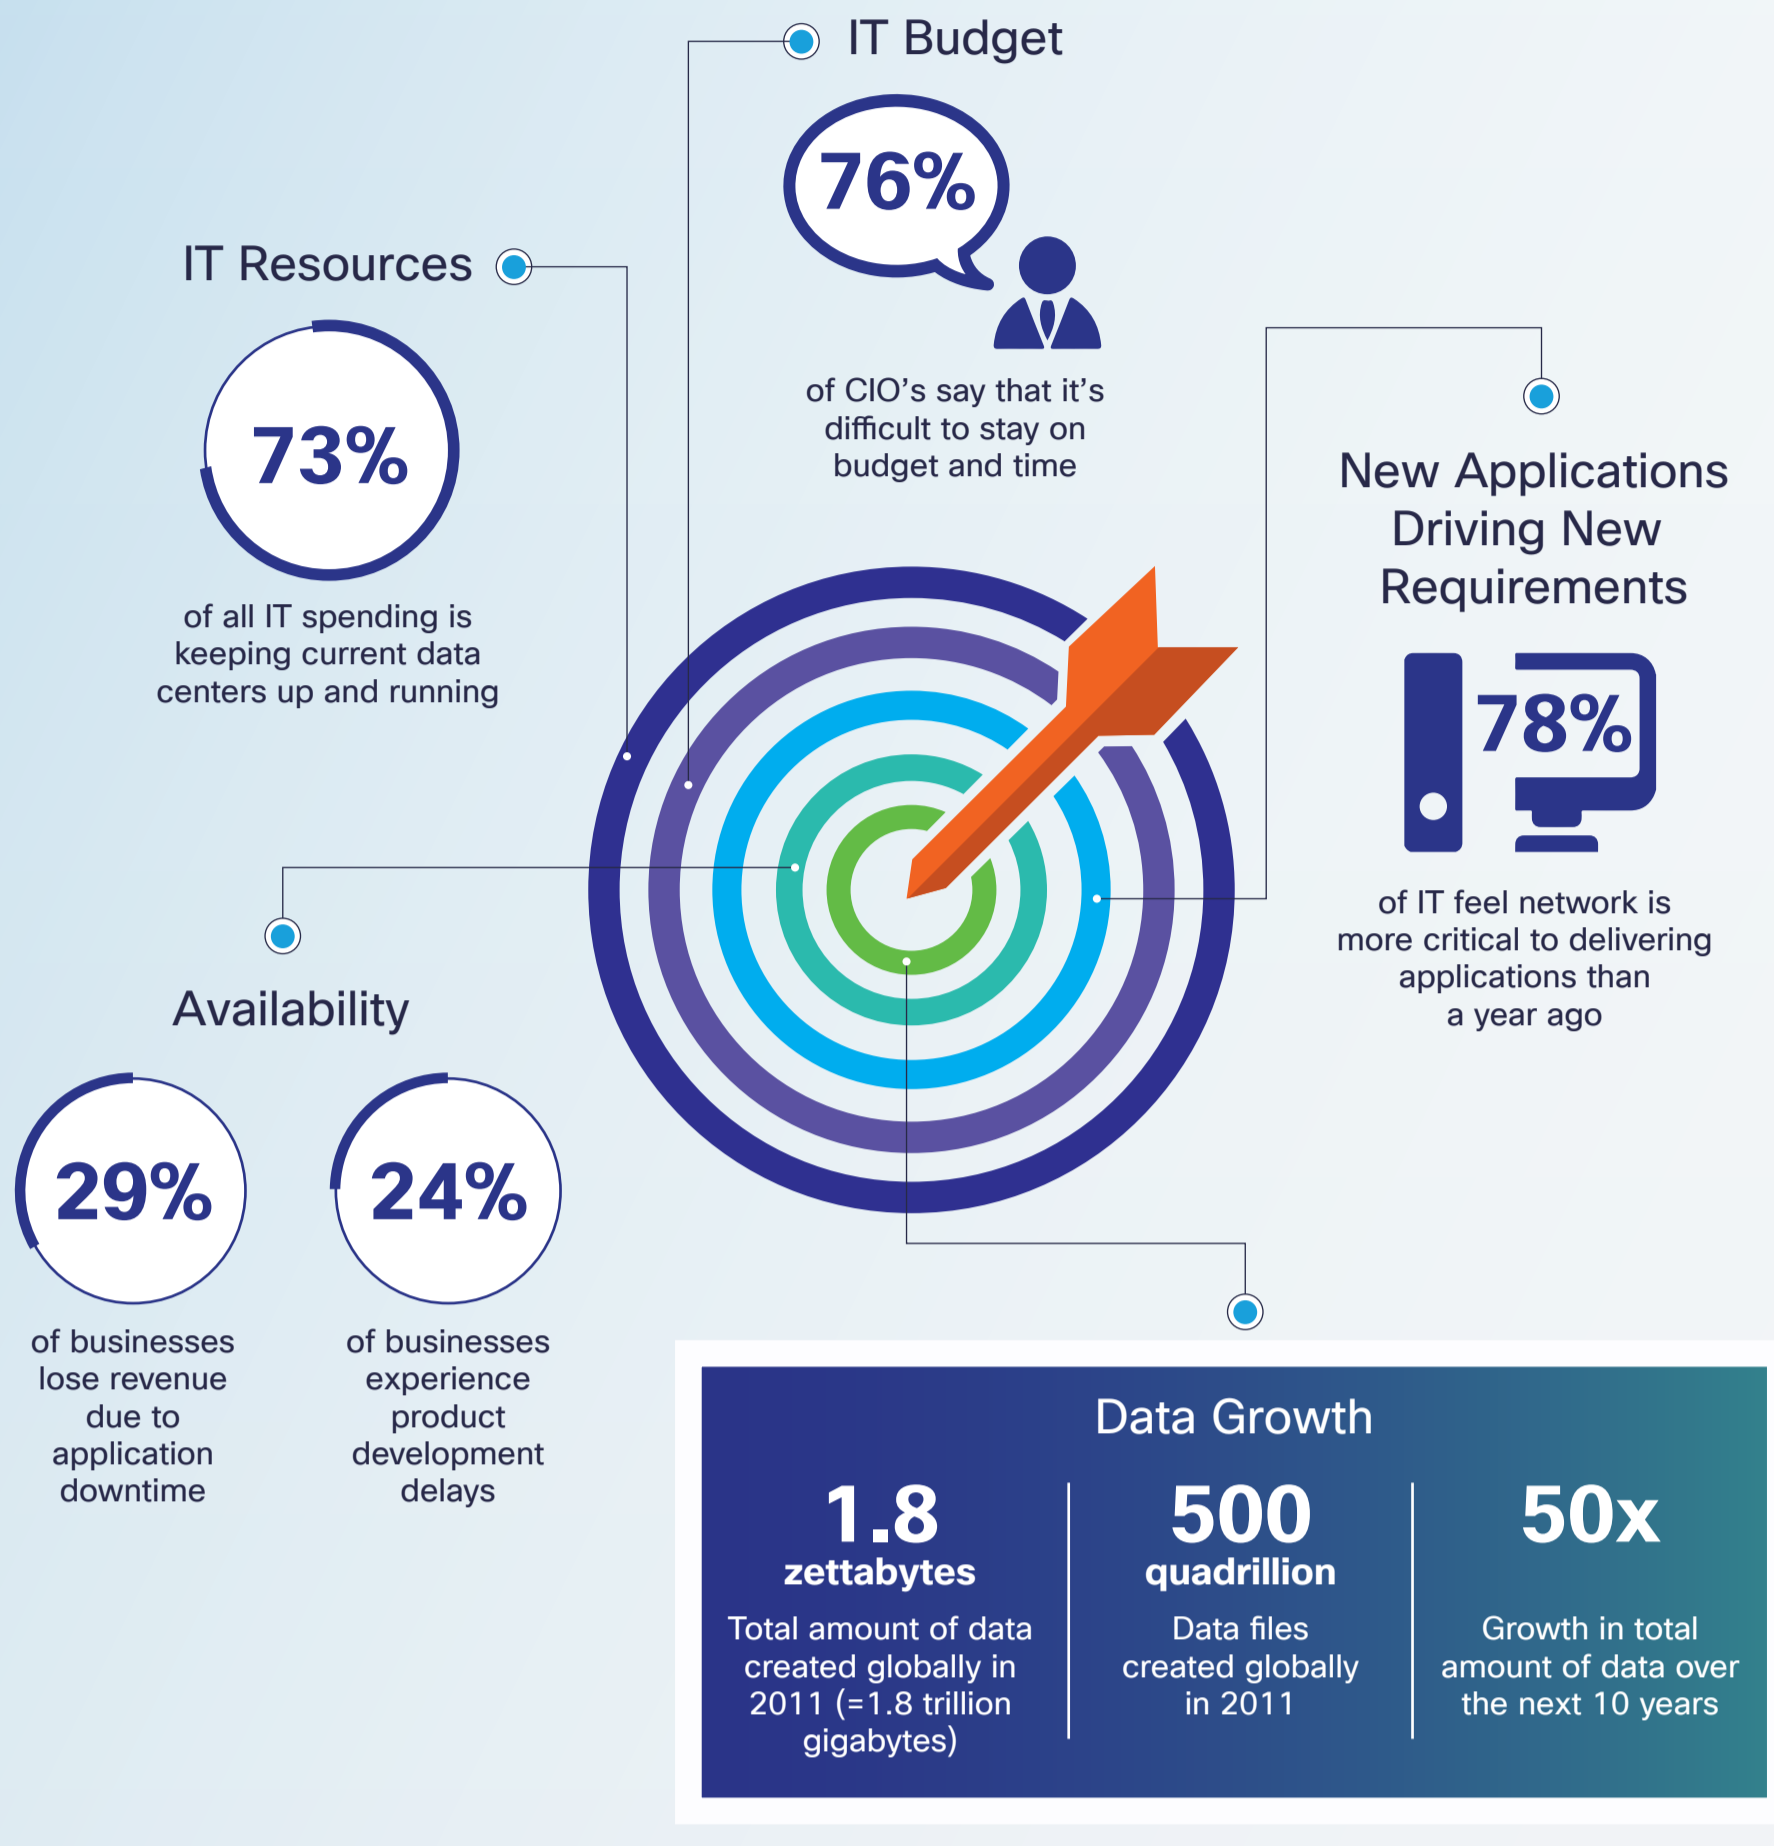 IT Budget
76%
of CIO's say that it's
difficult to stay on
budget and time
IT Resources
73%
of all IT spending is
keeping current data
centers up and running
New Applications
Driving New
Requirements
78%
of IT feel network is
more critical to delivering
applications than
a year ago
Availability
29%
of businesses
lose revenue
due to
application
downtime
24%
of businesses
experience
product
development
delays
Data Growth
1.8
zettabytes
Total amount of data
created globally in
2011 (=1.8 trillion
gigabytes)
500
quadrillion
Data files
created globally
in 2011
50x
Growth in total
amount of data over
the next 10 years